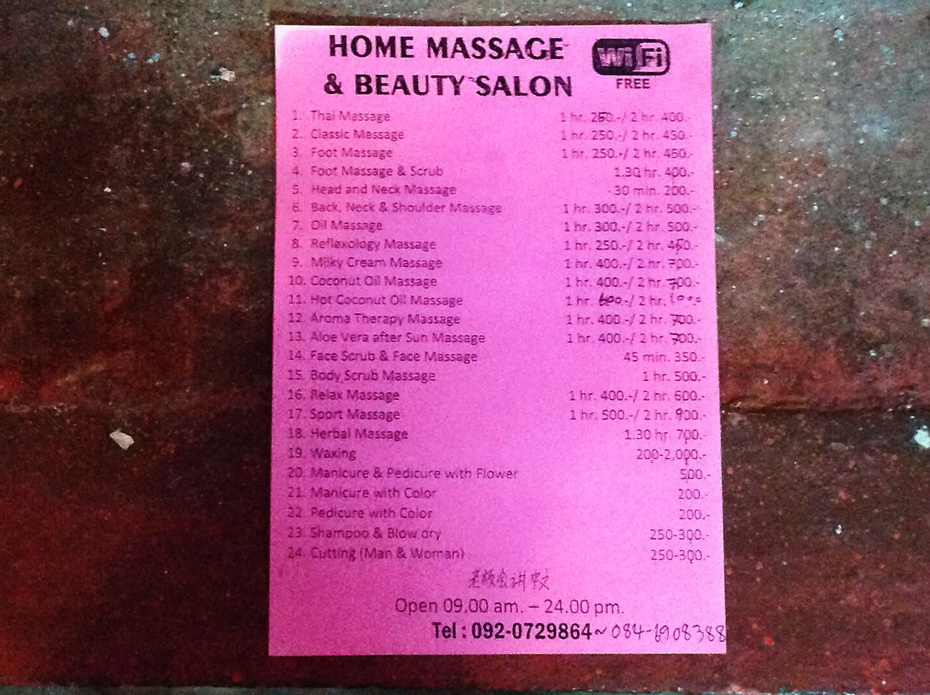 HOME MASSAGE
& BEAUTY SALON
WiFi
FREE
1. Thai Massage 1 hr. 250.-/ 2 hr. 400.-
2. Classic Massage 1 hr. 250.-/ 2 hr. 450.-
3. Foot Massage 1 hr. 250.-/ 2 hr. 450.-
4. Foot Massage & Scrub 1.30 hr. 400.-
5. Head and Neck Massage 30 min. 200.-
6. Back, Neck & Shoulder Massage 1 hr. 300.-/ 2 hr. 500.-
7. Oil Massage 1 hr. 300.-/ 2 hr. 500.-
8. Reflexology Massage 1 hr. 250.-/ 2 hr. 450.-
9. Milky Cream Massage 1 hr. 400.-/ 2 hr. 700.-
10. Coconut Oil Massage 1 hr. 400.-/ 2 hr. 700.-
11. Hot Coconut Oil Massage 1 hr. 600.-/ 2 hr.
12. Aroma Therapy Massage 1 hr. 400.-/ 2 hr. 700.-
13. Aloe Vera after Sun Massage 1 hr. 400.-/ 2 hr. 700.-
14. Face Scrub & Face Massage 45 min. 350.-
15. Body Scrub Massage 1 hr. 500.-
16. Relax Massage 1 hr. 400.-/ 2 hr. 600.-
17. Sport Massage 1 hr. 500.-/ 2 hr. 900.-
18. Herbal Massage 1.30 hr. 700.-
19. Waxing 200-2,000.-
20. Manicure & Pedicure with Flower 500.-
21. Manicure with Color 200.-
22. Pedicure with Color 200.-
23. Shampoo & Blow dry 250-300.-
24. Cutting (Man & Woman) 250-300.-
老板会讲中文
Open 09,00 am. – 24.00 pm.
Tel : 092-0729864 ~ 084-6908388